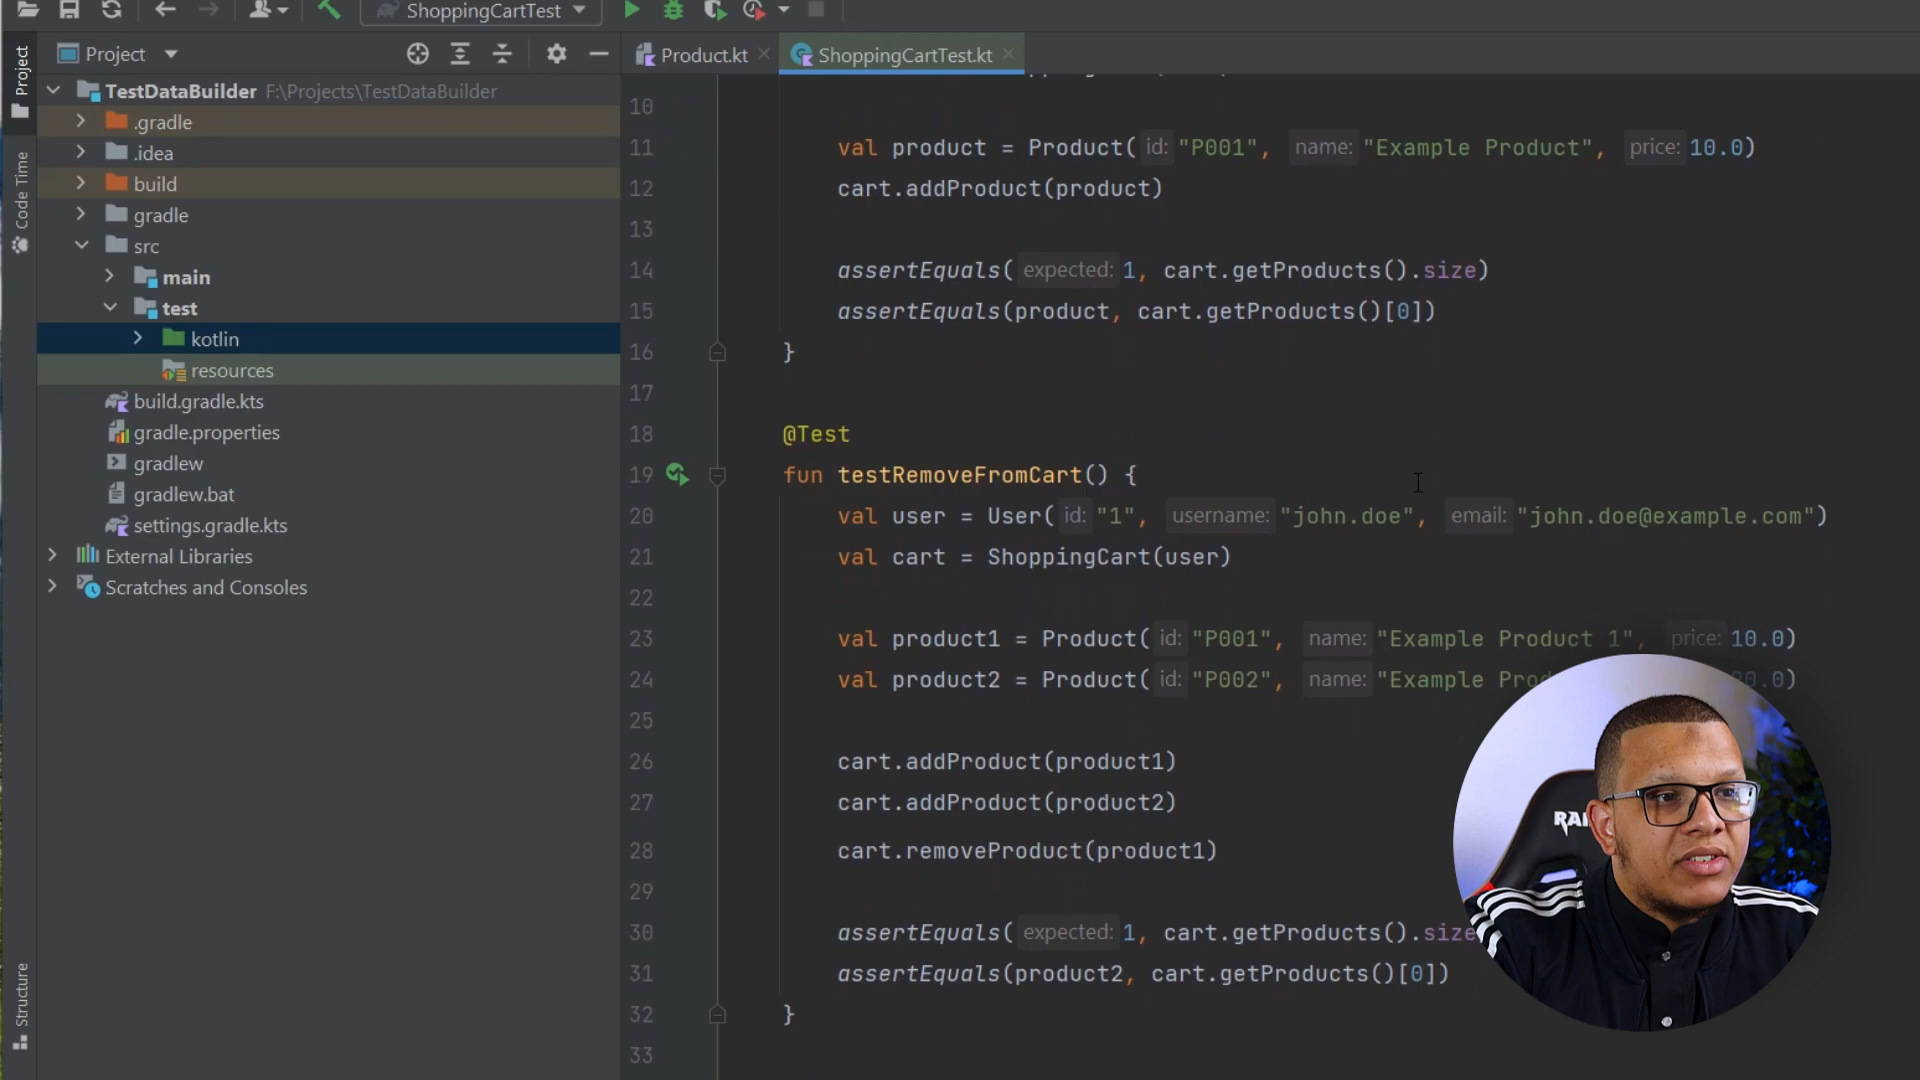 ShoppingCartTest
Project
Product.kt
ShoppingCartTest.kt
Project
Code Time
Structure
TestDataBuilder F:\Projects\TestDataBuilder
.gradle
.idea
build
gradle
src
main
test
kotlin
resources
build.gradle.kts
gradle.properties
gradlew
gradlew.bat
settings.gradle.kts
External Libraries
Scratches and Consoles
10
11 val product = Product( id: "P001", name: "Example Product", price: 10.0)
12 cart.addProduct(product)
13
14 assertEquals( expected: 1, cart.getProducts().size)
15 assertEquals(product, cart.getProducts()[0])
16 }
17
18 @Test
19 fun testRemoveFromCart() {
20 val user = User( id: "1", username: "john.doe", email: "john.doe@example.com")
21 val cart = ShoppingCart(user)
22
23 val product1 = Product( id: "P001", name: "Example Product 1", price: 10.0)
24 val product2 = Product( id: "P002", name: "Example
25
26 cart.addProduct(product1)
27 cart.addProduct(product2)
28 cart.removeProduct(product1)
29
30 assertEquals( expected: 1, cart.getProducts().size
31 assertEquals(product2, cart.getProducts()[0])
32 }
33